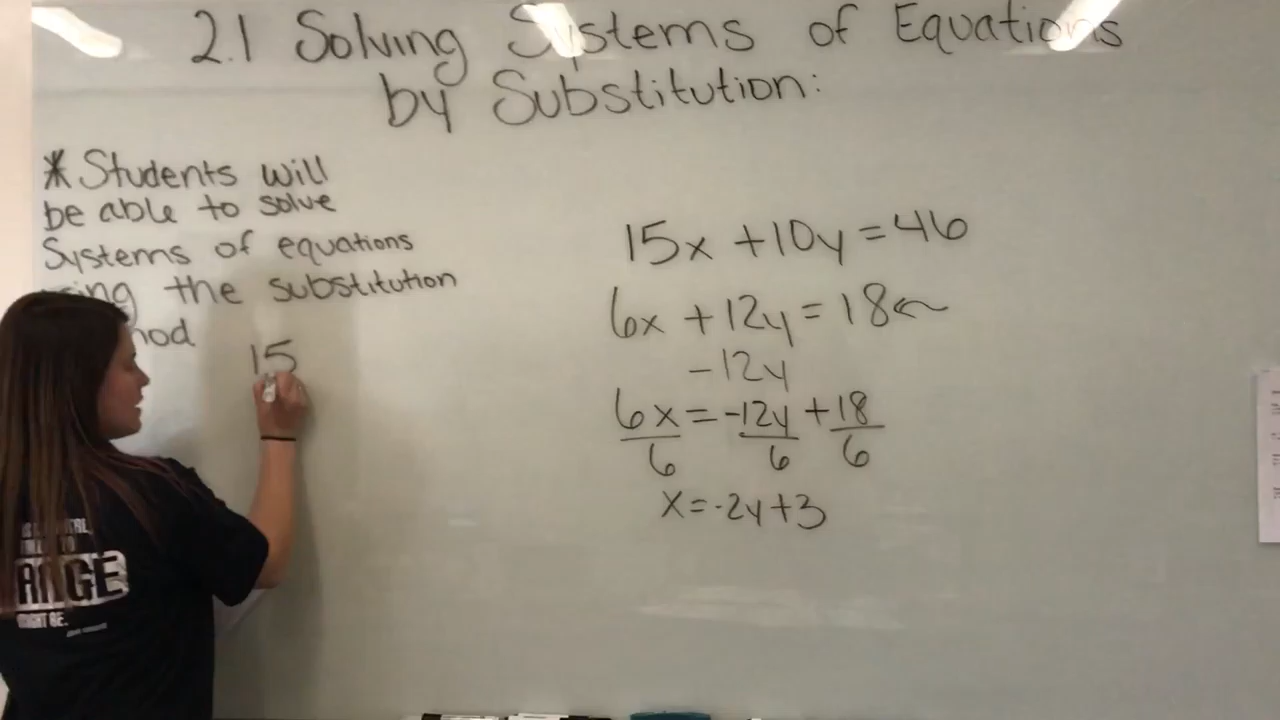 2.1 Solving Systems of Equations
by Substitution:
* Students will
be able to solve
Systems of equations
the substitution
15
15x + 10y = 46
6x + 12y = 18
-12y
6x = -12y + 18
6 6 6
x = -2y + 3